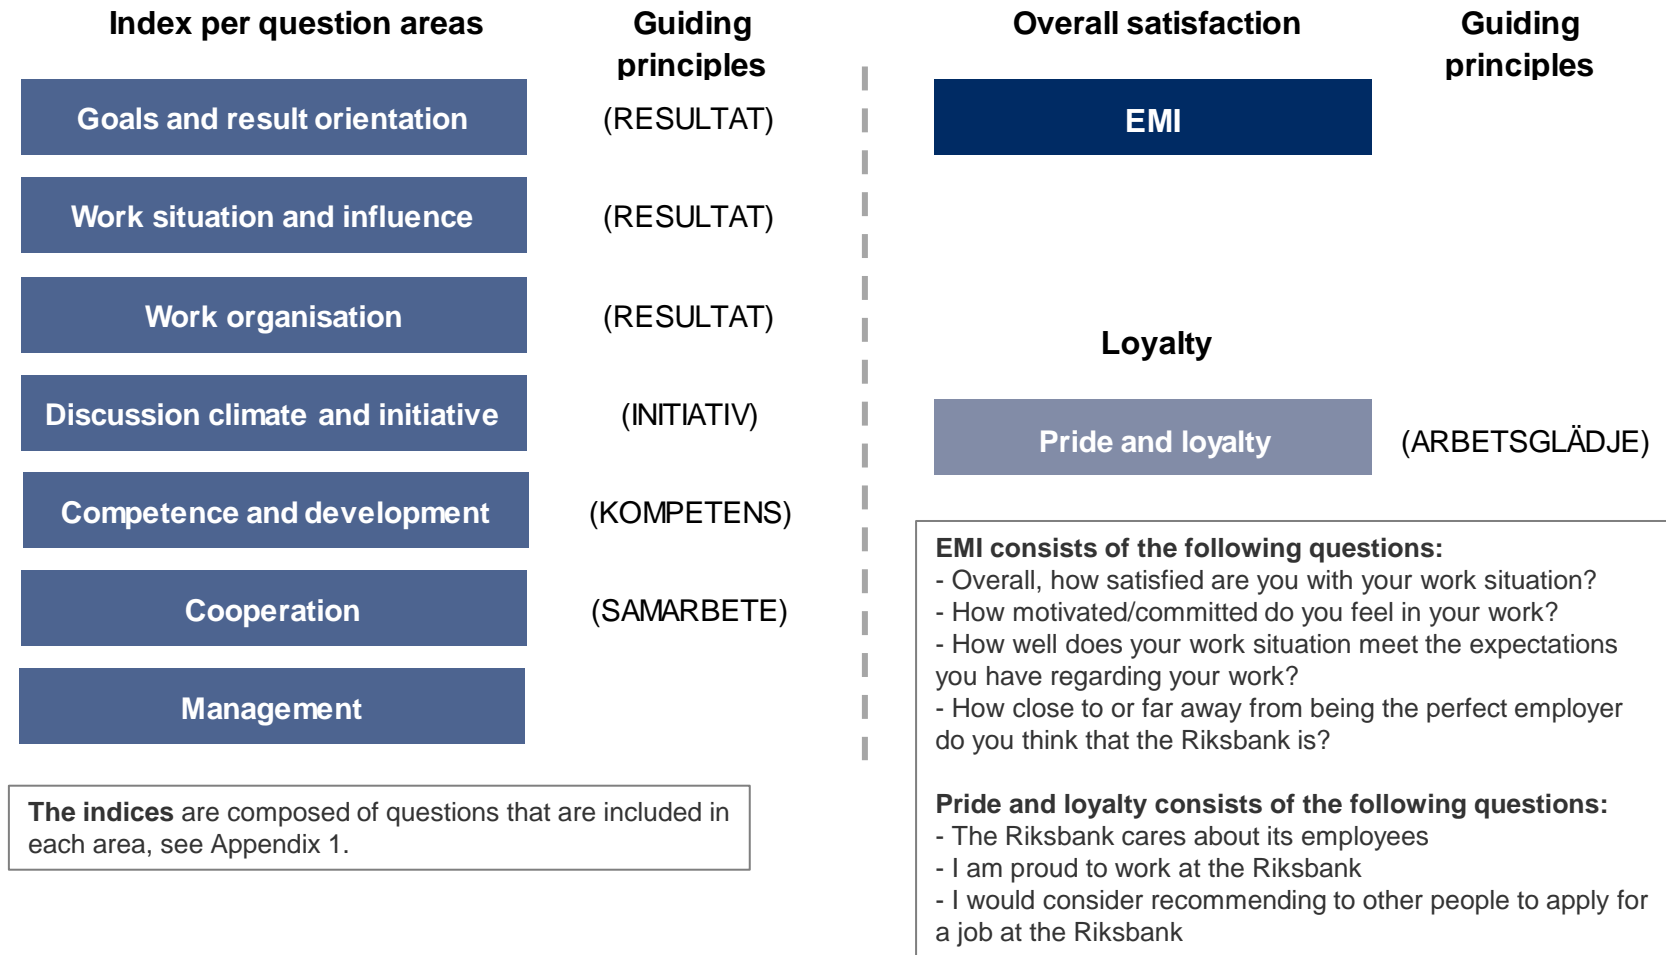 Index per question areas
Guiding
principles
Goals and result orientation
(RESULTAT)
Work situation and influence
(RESULTAT)
Work organisation
(RESULTAT)
Discussion climate and initiative
(INITIATIV)
Competence and development
(KOMPETENS)
Cooperation
(SAMARBETE)
Management
The indices are composed of questions that are included in
each area, see Appendix 1.
Overall satisfaction
Guiding
principles
EMI
Loyalty
Pride and loyalty
(ARBETSGLÄDJE)
EMI consists of the following questions:
- Overall, how satisfied are you with your work situation?
- How motivated/committed do you feel in your work?
- How well does your work situation meet the expectations
you have regarding your work?
- How close to or far away from being the perfect employer
do you think that the Riksbank is?
Pride and loyalty consists of the following questions:
- The Riksbank cares about its employees
- I am proud to work at the Riksbank
- I would consider recommending to other people to apply for
a job at the Riksbank